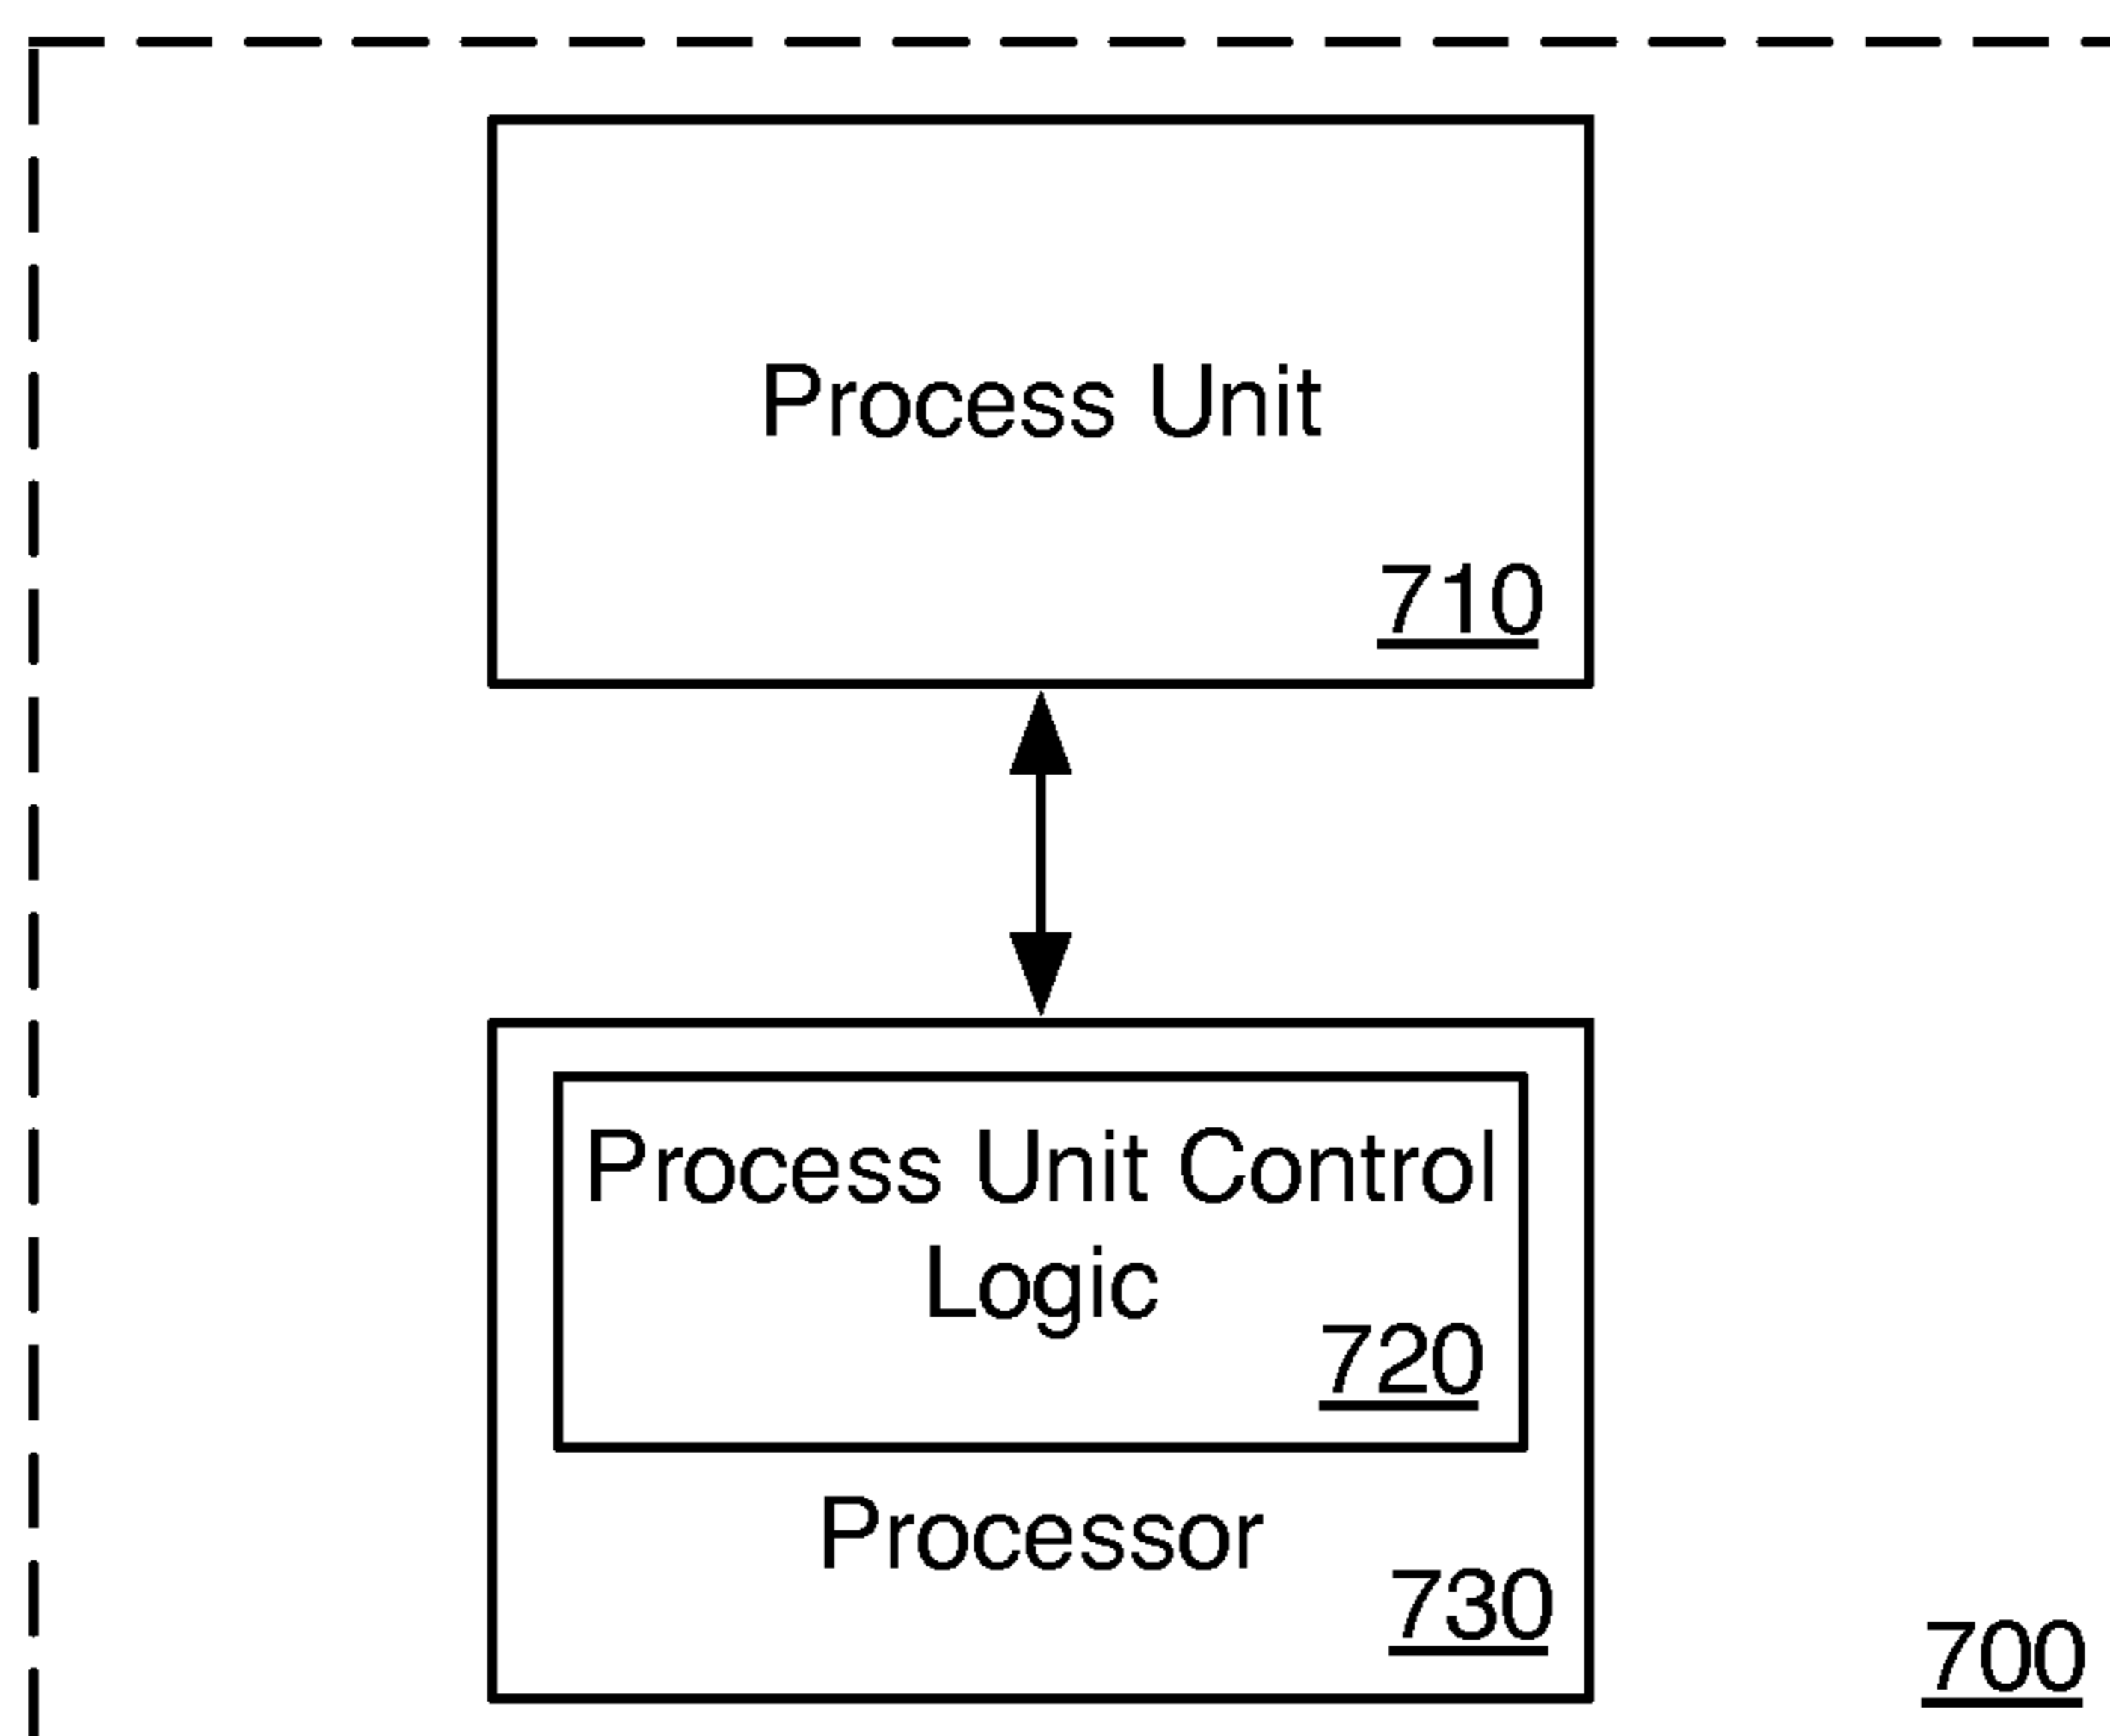 Process Unit
710
Process Unit Control
Logic
720
Processor
730
700